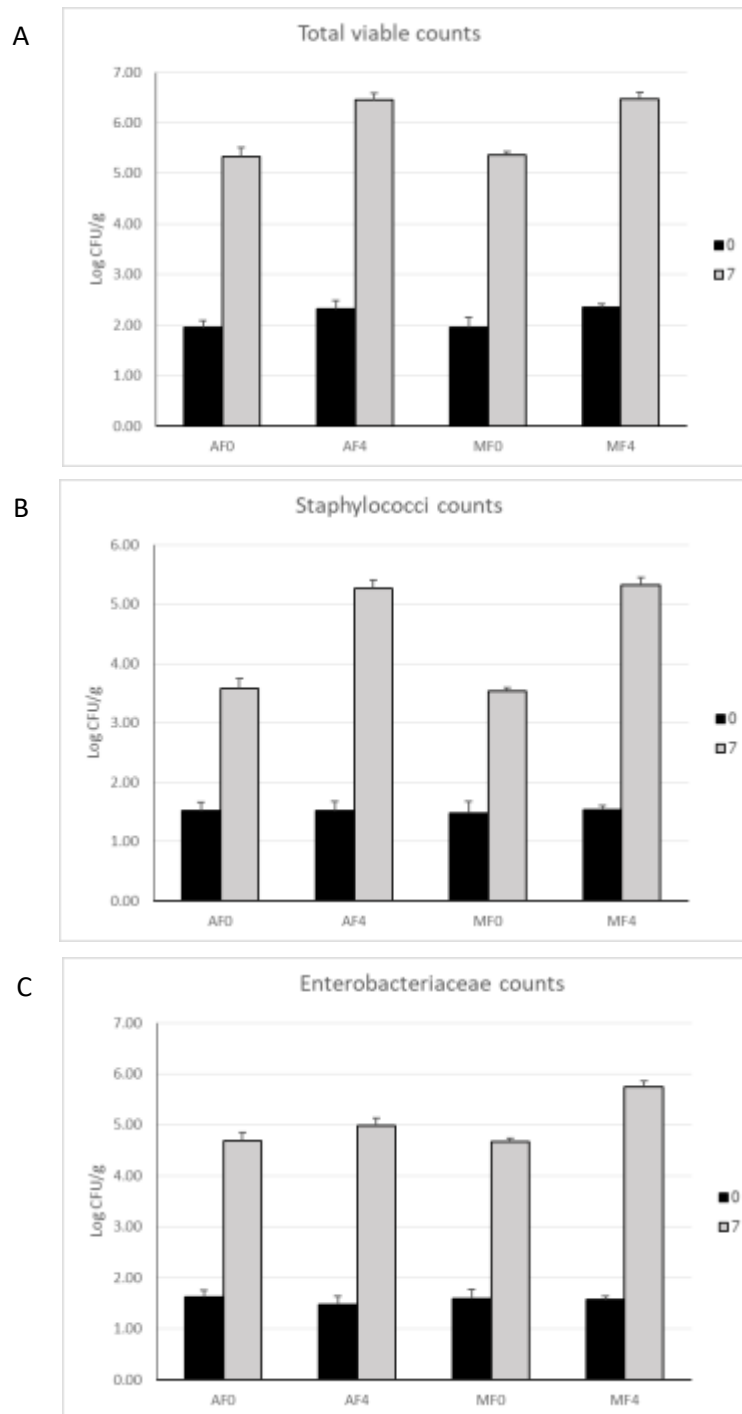 A
Total viable counts
7.00
6.00
5.00
4.00
3.00
2.00
1.00
0.00
Log CFU/g
AF0 AF4 MF0 MF4
0
7
B
Staphylococci counts
6.00
5.00
4.00
3.00
2.00
1.00
0.00
Log CFU/g
AF0 AF4 MF0 MF4
0
7
C
Enterobacteriaceae counts
7.00
6.00
5.00
4.00
3.00
2.00
1.00
0.00
Log CFU/g
AF0 AF4 MF0 MF4
0
7